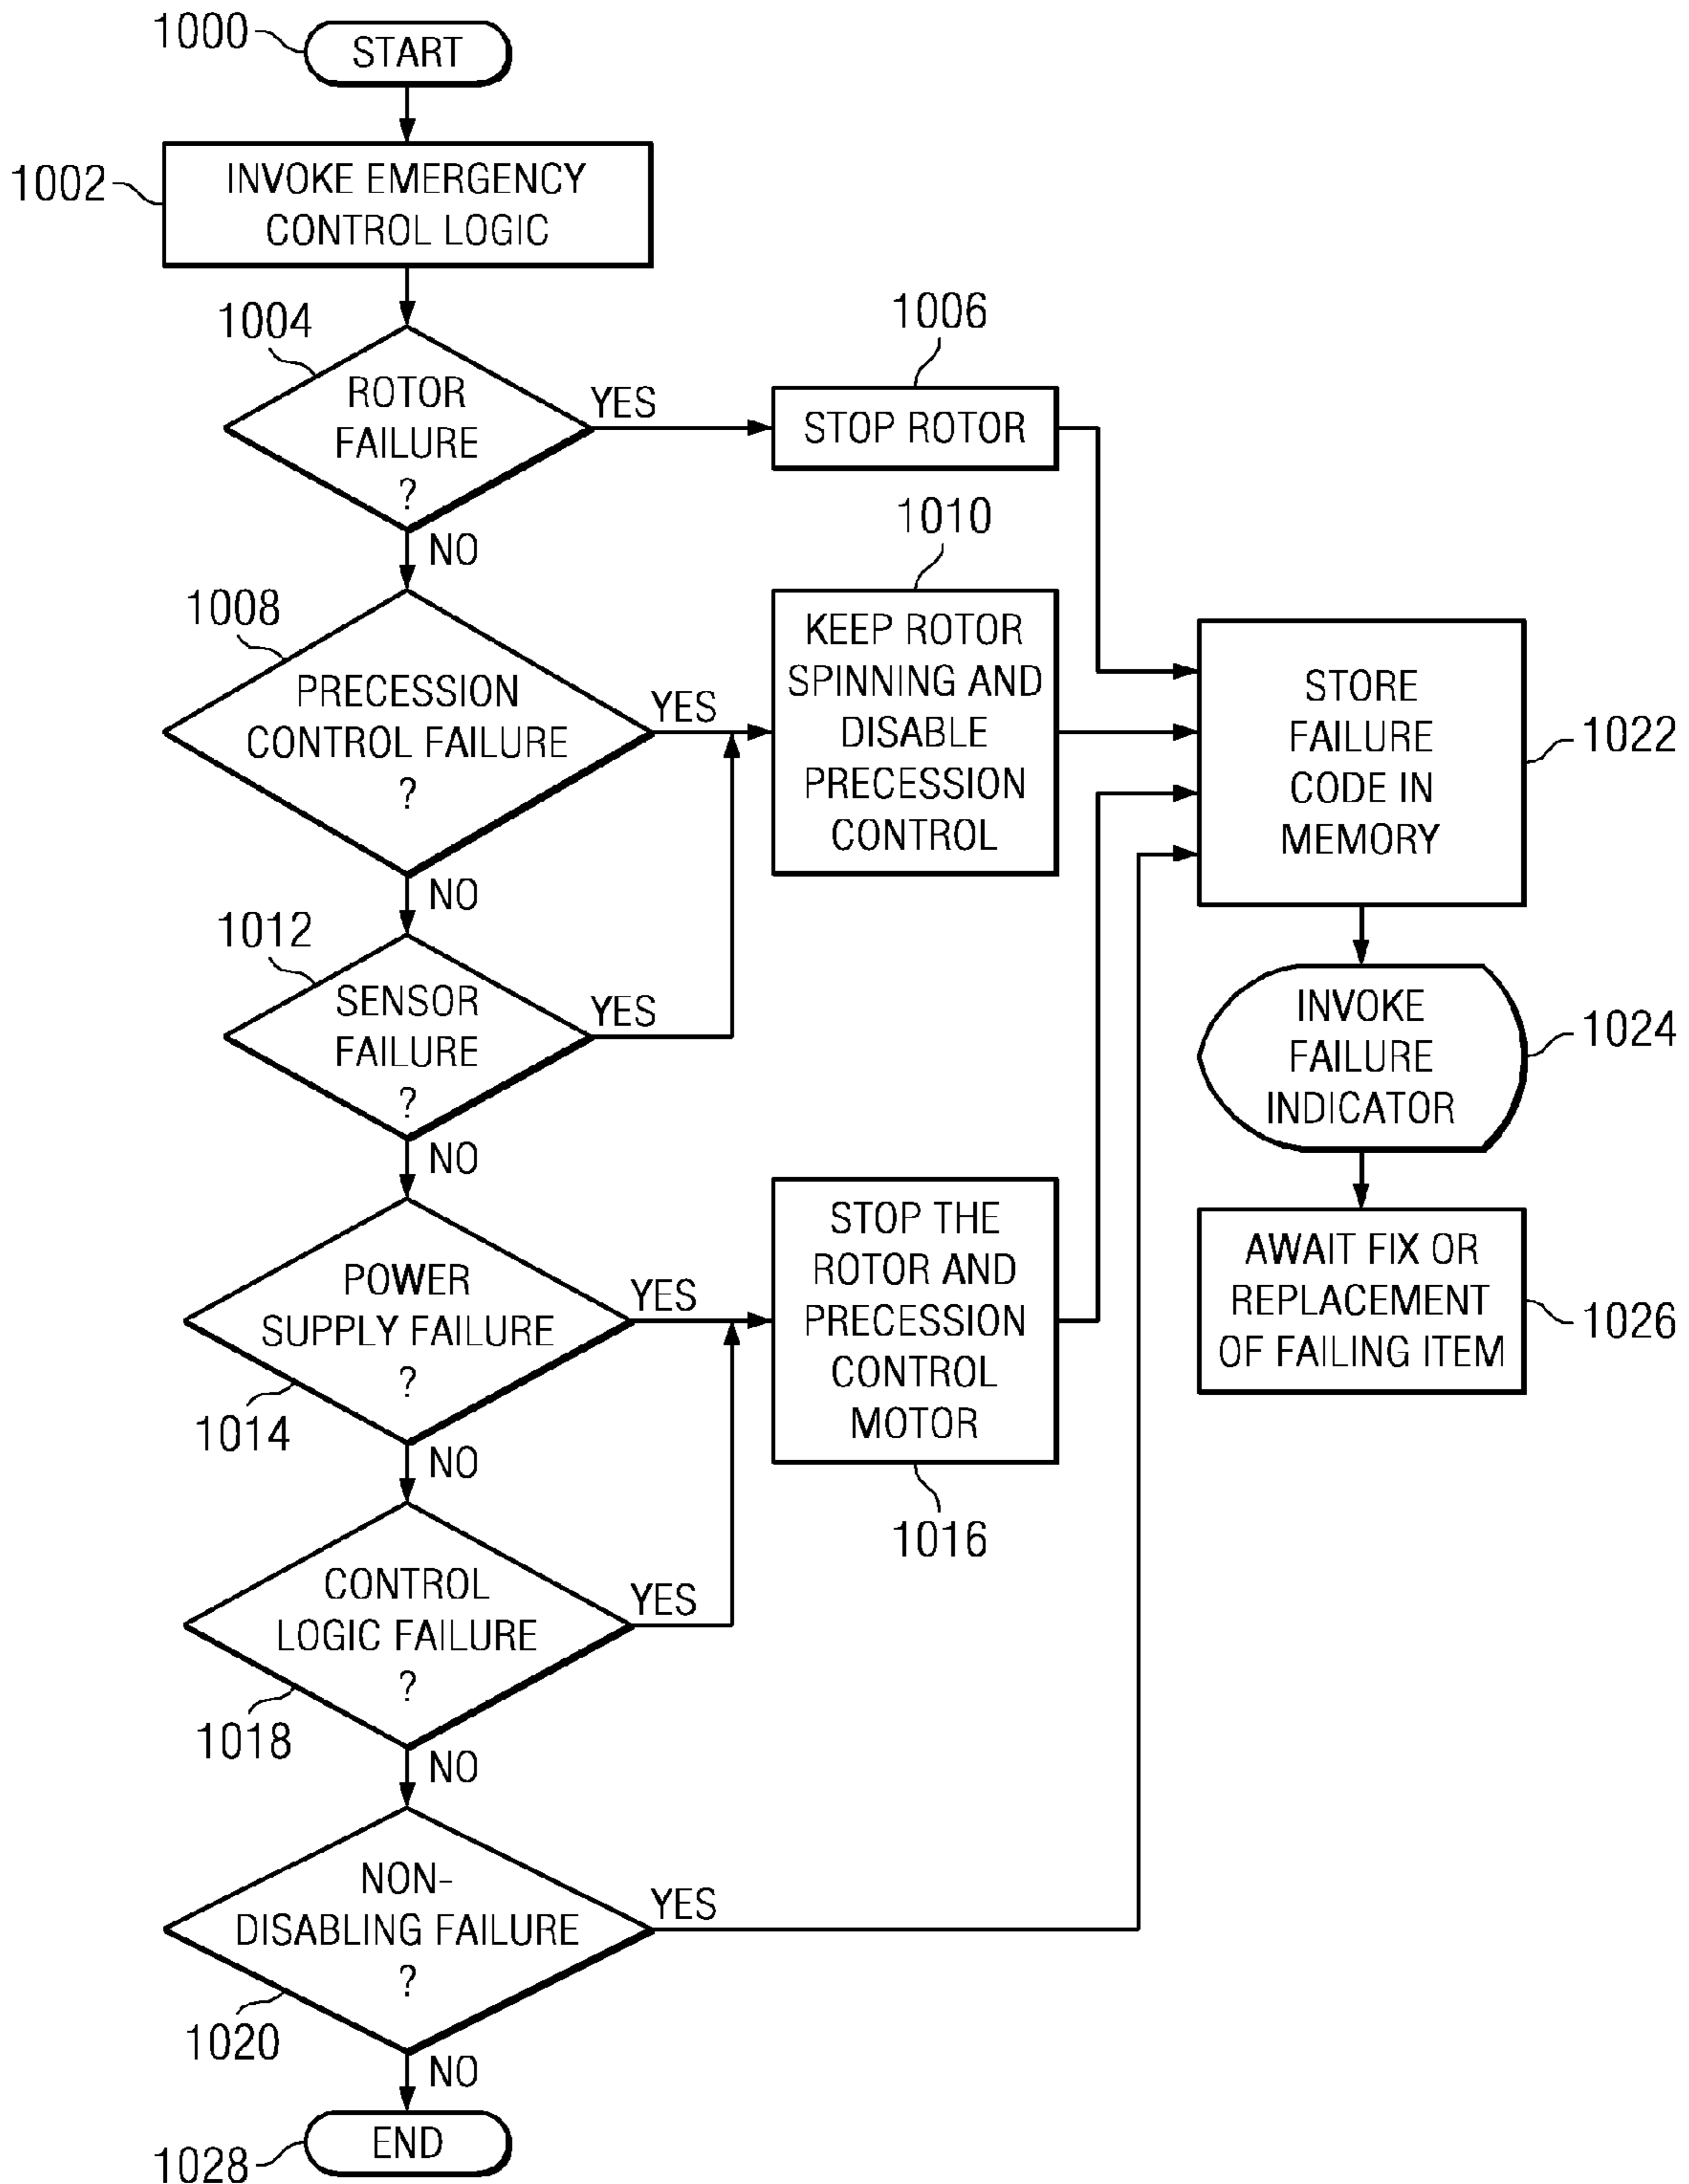 1000
START
1002
INVOKE EMERGENCY
CONTROL LOGIC
1004
ROTOR
FAILURE
?
YES
NO
1006
STOP ROTOR
1008
PRECESSION
CONTROL FAILURE
?
YES
NO
1010
KEEP ROTOR
SPINNING AND
DISABLE
PRECESSION
CONTROL
1012
SENSOR
FAILURE
?
YES
NO
POWER
SUPPLY FAILURE
?
1014
YES
NO
STOP THE
ROTOR AND
PRECESSION
CONTROL
MOTOR
1016
CONTROL
LOGIC FAILURE
?
1018
YES
NO
NON-
DISABLING FAILURE
?
1020
YES
NO
END
1028
STORE
FAILURE
CODE IN
MEMORY
1022
INVOKE
FAILURE
INDICATOR
1024
AWAIT FIX OR
REPLACEMENT
OF FAILING ITEM
1026